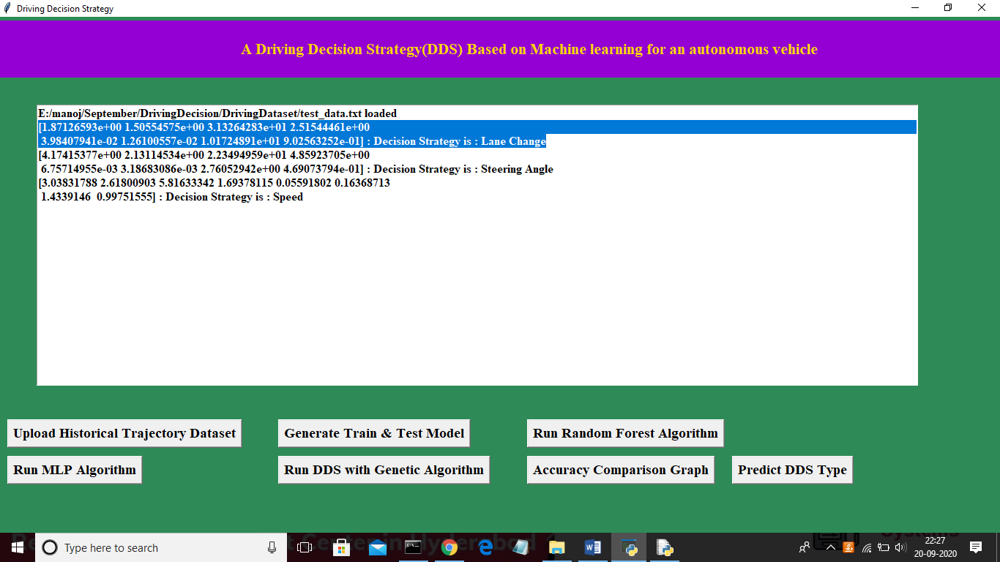 Driving Decision Strategy
A Driving Decision Strategy(DDS) Based on Machine learning for an autonomous vehicle
E:/manoj/September/DrivingDecision/DrivingDataset/test_data.txt loaded
[1.87126593e+00 1.50554575e+00 3.13264283e+01 2.51544461e+00
3.98407941e-02 1.26100557e-02 1.01724891e+01 9.02563252e-01] : Decision Strategy is : Lane Change
[4.17415377e+00 2.13114534e+00 2.23494959e+01 4.85923705e+00
6.75714955e-03 3.18683086e-03 2.76052942e+00 4.69073794e-01] : Decision Strategy is : Steering Angle
[3.03831788 2.61800903 5.81633342 1.69378115 0.05591802 0.16368713
1.4339146  0.99751555] : Decision Strategy is : Speed
Upload Historical Trajectory Dataset
Generate Train & Test Model
Run Random Forest Algorithm
Run MLP Algorithm
Run DDS with Genetic Algorithm
Accuracy Comparison Graph
Predict DDS Type
Type here to search
22:27
20-09-2020